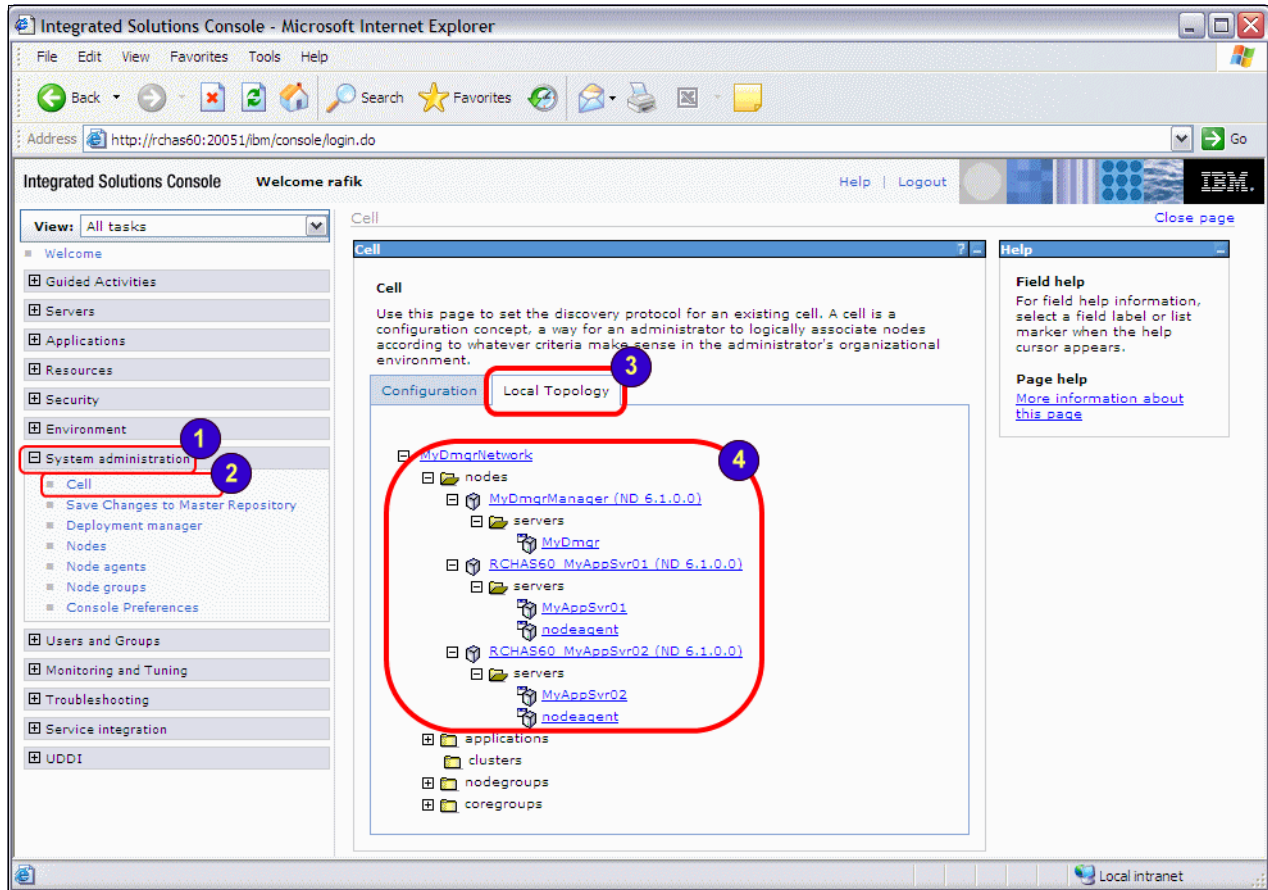 Integrated Solutions Console - Microsoft Internet Explorer
File Edit View Favorites Tools Help
Back Search Favorites
Address http://rchas60:20051/ibm/console/login.do Go
Integrated Solutions Console Welcome rafik Help | Logout IBM.
View: All tasks
Welcome
Guided Activities
Servers
Applications
Resources
Security
Environment
1
System administration
2
Cell
Save Changes to Master Repository
Deployment manager
Nodes
Node agents
Node groups
Console Preferences
Users and Groups
Monitoring and Tuning
Troubleshooting
Service integration
UDDI
Cell Close page
Cell ? -
Cell
Use this page to set the discovery protocol for an existing cell. A cell is a
configuration concept, a way for an administrator to logically associate nodes
according to whatever criteria make sense in the administrator's organizational
environment.
3
Configuration Local Topology
4
MyDmgrNetwork
nodes
MyDmgrManager (ND 6.1.0.0)
servers
MyDmgr
RCHAS60_MyAppSvr01 (ND 6.1.0.0)
servers
MyAppSvr01
nodeagent
RCHAS60_MyAppSvr02 (ND 6.1.0.0)
servers
MyAppSvr02
nodeagent
applications
clusters
nodegroups
coregroups
Help -
Field help
For field help information,
select a field label or list
marker when the help
cursor appears.
Page help
More information about
this page
Local intranet